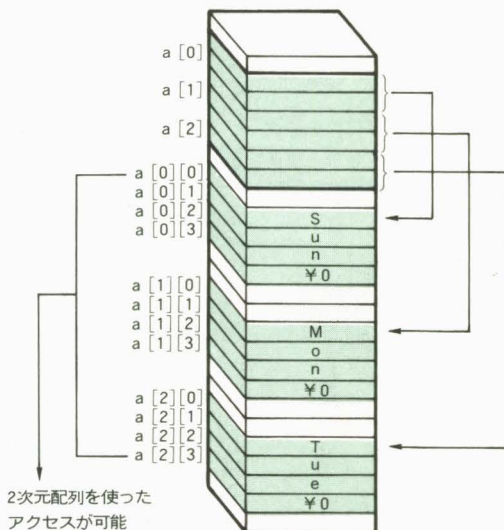 a [0]
a [1]
a [2]
a [0][0]
a [0][1]
a [0][2]
a [0][3]
S
u
n
¥0
a [1][0]
a [1][1]
a [1][2]
a [1][3]
M
o
n
¥0
a [2][0]
a [2][1]
a [2][2]
a [2][3]
T
u
e
¥0
2次元配列を使った
アクセスが可能